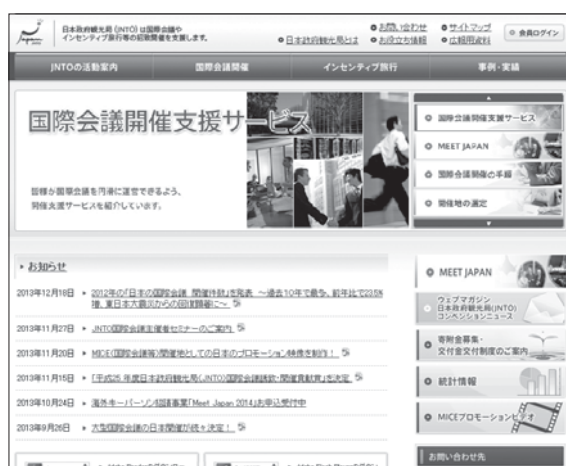 日本政府観光局(JNTO)は国際会議や
インセンティブ旅行等の招致開催を支援します。
日本政府観光局とは
お問い合わせ
お役立ち情報
サイトマップ
広報用資料
会員ログイン
JNTOの活動案内
国際会議開催
インセンティブ旅行
事例・実績
国際会議開催支援サービス
皆様が国際会議を円滑に運営できるよう、
開催支援サービスを紹介しています。
国際会議開催支援サービス
MEET JAPAN
国際会議開催の手順
開催地の選定
お知らせ
2013年12月18日 2012年の「日本の国際会議 開催件数」を発表 ~過去10年で最多。前年比で23.5%
増、東日本大震災からの回復顕著に~
2013年11月27日 JNTO国際会議主催者セミナーのご案内
2013年11月20日 MICE(国際会議等)開催地としての日本のプロモーション映像を制作!
2013年11月15日 「平成25年度日本政府観光局(JNTO)国際会議誘致・開催貢献賞」を決定
2013年10月24日 海外キーパーソン招請事業「Meet Japan 2014」お申込受付中
2013年9月26日 大型国際会議の日本開催が続々決定!
MEET JAPAN
ウェブマガジン
日本政府観光局(JNTO)
コンベンションニュース
寄附金募集・
交付金交付制度のご案内
統計情報
MICEプロモーションビデオ
お問い合わせ先